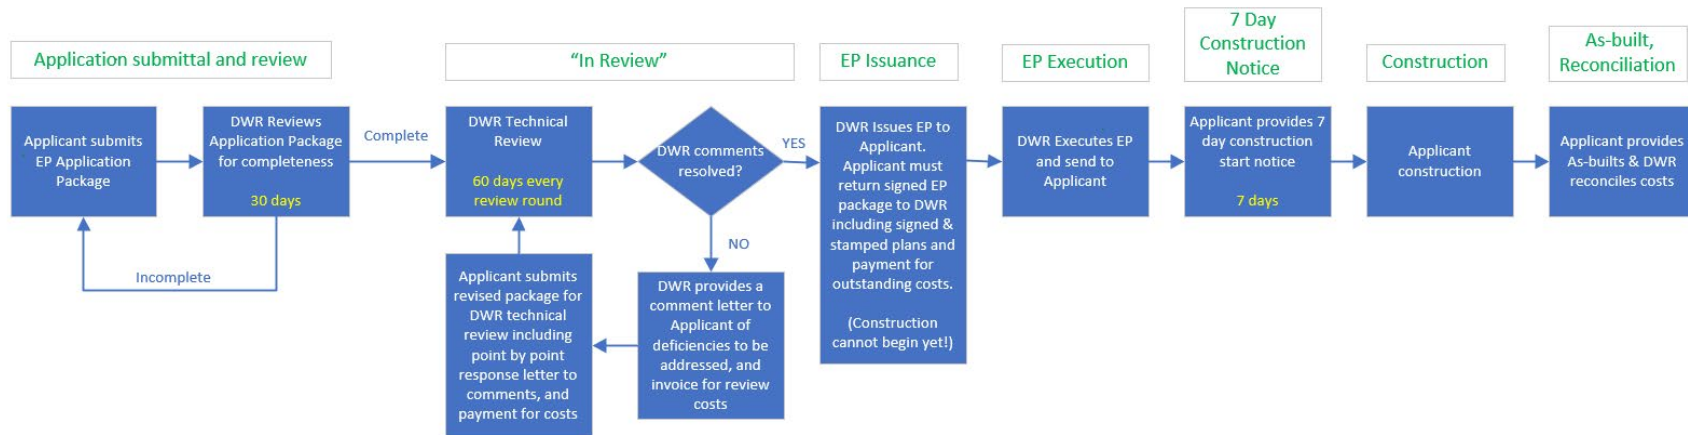 Application submittal and review
“In Review”
EP Issuance
EP Execution
7 Day
Construction
Notice
Construction
As-built,
Reconciliation
Applicant submits
EP Application
Package
DWR Reviews
Application Package
for completeness
30 days
Complete
Incomplete
DWR Technical
Review
60 days every
review round
DWR comments
resolved?
YES
NO
DWR provides a
comment letter to
Applicant of
deficiencies to be
addressed, and
invoice for review
costs
Applicant submits
revised package for
DWR technical
review including
point by point
response letter to
comments, and
payment for costs
DWR Issues EP to
Applicant.
Applicant must
return signed EP
package to DWR
including signed &
stamped plans and
payment for
outstanding costs.
(Construction
cannot begin yet!)
DWR Executes EP
and send to
Applicant
Applicant provides 7
day construction
start notice
7 days
Applicant
construction
Applicant provides
As-builts & DWR
reconciles costs